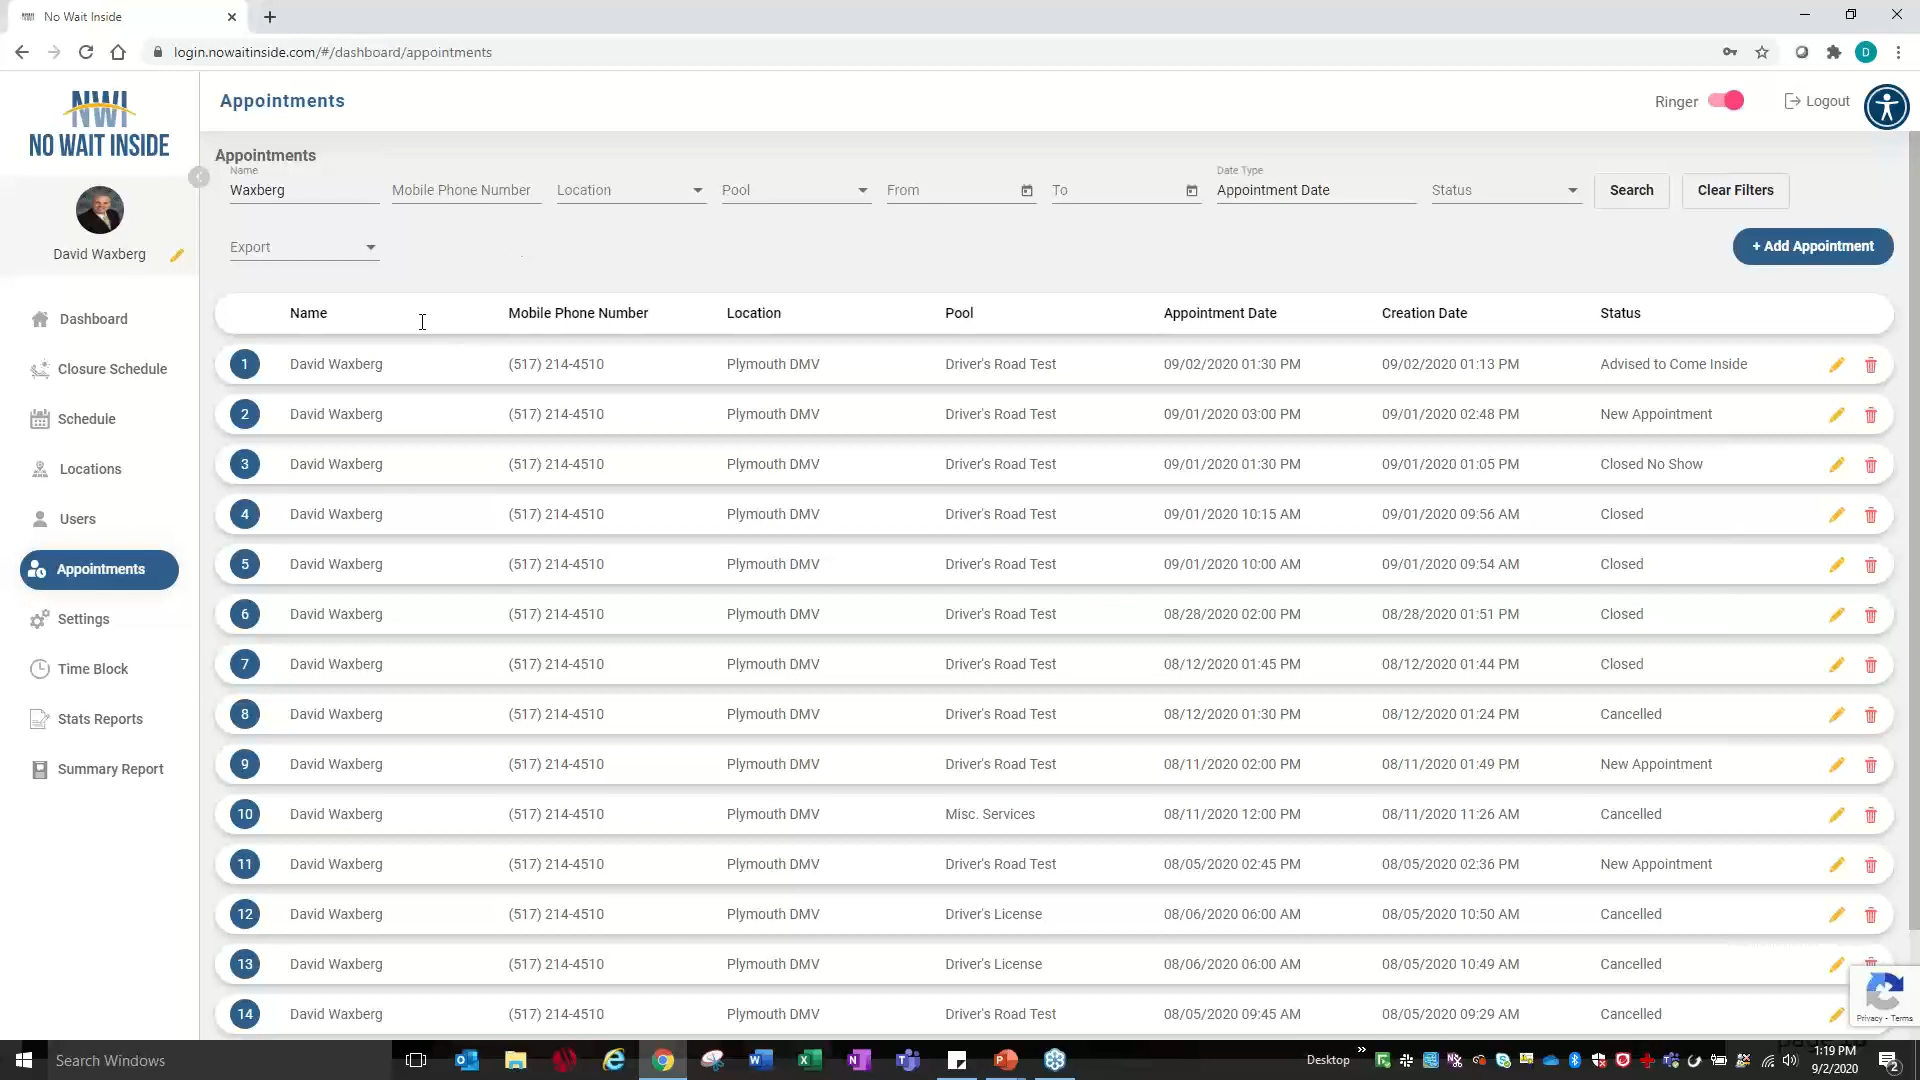 No Wait Inside
login.nowaitinside.com/#/dashboard/appointments
D
NWI
NO WAIT INSIDE
Appointments
Ringer
Logout
David Waxberg
Dashboard
Closure Schedule
Schedule
Locations
Users
Appointments
Settings
Time Block
Stats Reports
Summary Report
Appointments
Name
Date Type
Waxberg Mobile Phone Number Location Pool From To Appointment Date Status Search Clear Filters
Export + Add Appointment
Name Mobile Phone Number Location Pool Appointment Date Creation Date Status
1 David Waxberg (517) 214-4510 Plymouth DMV Driver's Road Test 09/02/2020 01:30 PM 09/02/2020 01:13 PM Advised to Come Inside
2 David Waxberg (517) 214-4510 Plymouth DMV Driver's Road Test 09/01/2020 03:00 PM 09/01/2020 02:48 PM New Appointment
3 David Waxberg (517) 214-4510 Plymouth DMV Driver's Road Test 09/01/2020 01:30 PM 09/01/2020 01:05 PM Closed No Show
4 David Waxberg (517) 214-4510 Plymouth DMV Driver's Road Test 09/01/2020 10:15 AM 09/01/2020 09:56 AM Closed
5 David Waxberg (517) 214-4510 Plymouth DMV Driver's Road Test 09/01/2020 10:00 AM 09/01/2020 09:54 AM Closed
6 David Waxberg (517) 214-4510 Plymouth DMV Driver's Road Test 08/28/2020 02:00 PM 08/28/2020 01:51 PM Closed
7 David Waxberg (517) 214-4510 Plymouth DMV Driver's Road Test 08/12/2020 01:45 PM 08/12/2020 01:44 PM Closed
8 David Waxberg (517) 214-4510 Plymouth DMV Driver's Road Test 08/12/2020 01:30 PM 08/12/2020 01:24 PM Cancelled
9 David Waxberg (517) 214-4510 Plymouth DMV Driver's Road Test 08/11/2020 02:00 PM 08/11/2020 01:49 PM New Appointment
10 David Waxberg (517) 214-4510 Plymouth DMV Misc. Services 08/11/2020 12:00 PM 08/11/2020 11:26 AM Cancelled
11 David Waxberg (517) 214-4510 Plymouth DMV Driver's Road Test 08/05/2020 02:45 PM 08/05/2020 02:36 PM New Appointment
12 David Waxberg (517) 214-4510 Plymouth DMV Driver's License 08/06/2020 06:00 AM 08/05/2020 10:50 AM Cancelled
13 David Waxberg (517) 214-4510 Plymouth DMV Driver's License 08/06/2020 06:00 AM 08/05/2020 10:49 AM Cancelled
14 David Waxberg (517) 214-4510 Plymouth DMV Driver's Road Test 08/05/2020 09:45 AM 08/05/2020 09:29 AM Cancelled
Privacy - Terms
Search Windows
Desktop
1:19 PM
9/2/2020
2